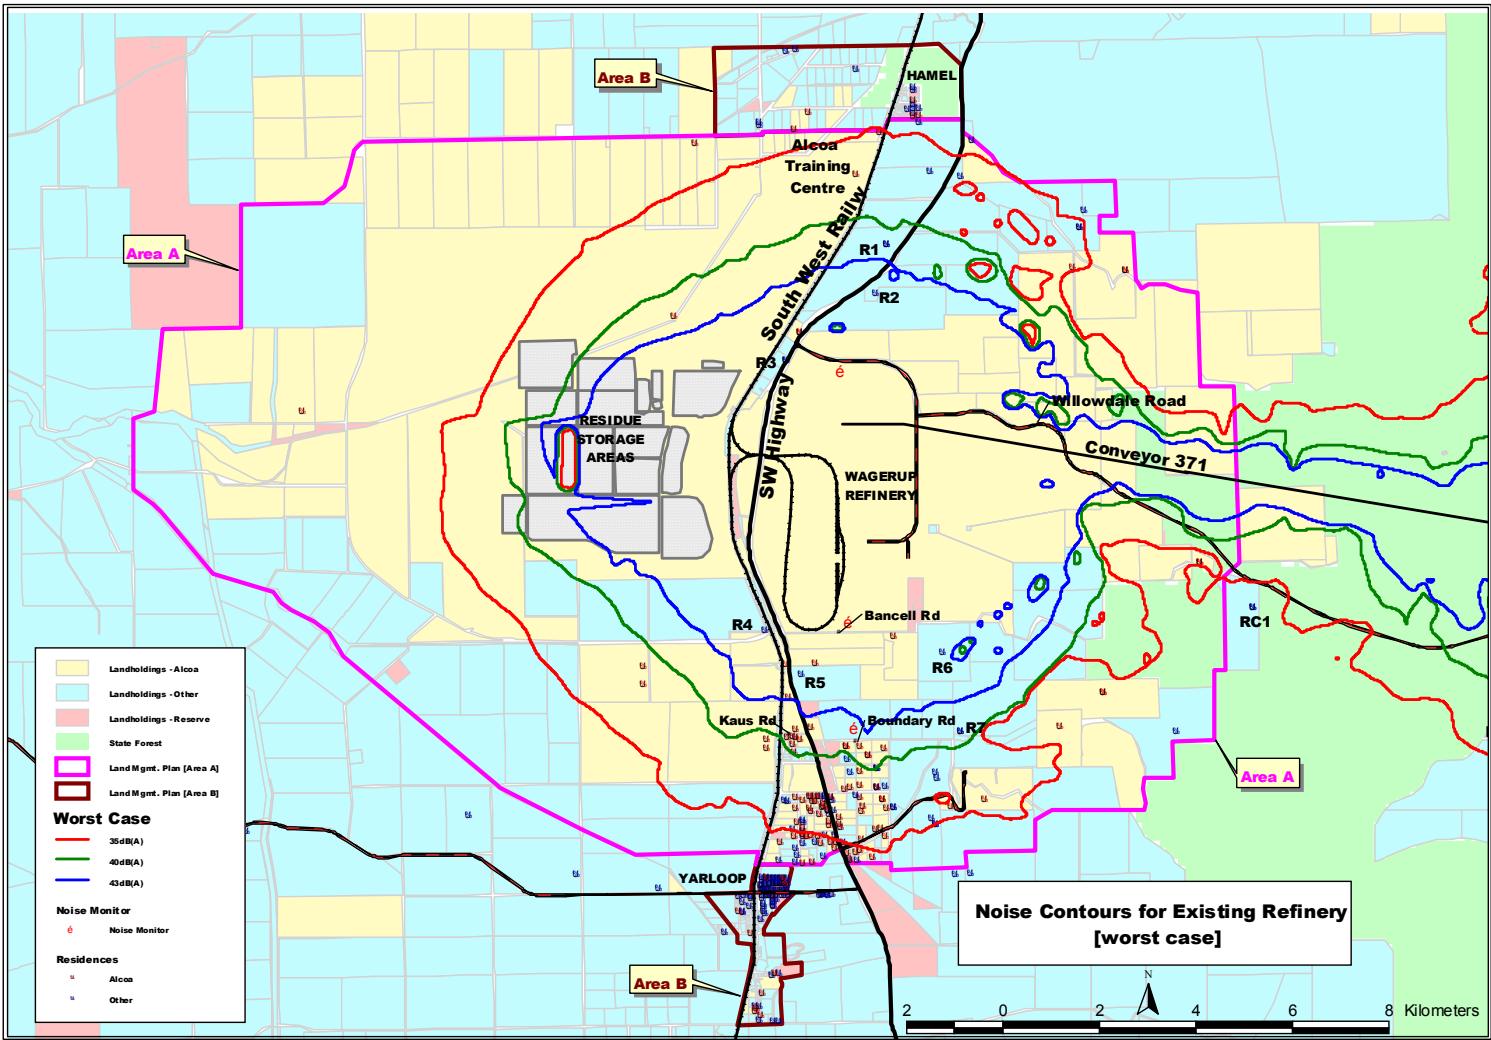 Area B
HAMEL
Alcoa
Training
Centre
Area A
South West Railw
R1
R2
R3
é
SW Highway
RESIDUE
STORAGE
AREAS
Willowdale Road
Conveyor 371
WAGERUP
REFINERY
Bancell Rd
é
R4
RC1
R6
R5
Kaus Rd
é
Boundary Rd
R7
Area A
YARLOOP
Area B
Landholdings - Alcoa
Landholdings - Other
Landholdings - Reserve
State Forest
Land Mgmt. Plan [Area A]
Land Mgmt. Plan [Area B]
Worst Case
35dB(A)
40dB(A)
43dB(A)
Noise Monitor
é Noise Monitor
Residences
Alcoa
Other
Noise Contours for Existing Refinery
[worst case]
N
2 0 2 4 6 8 Kilometers